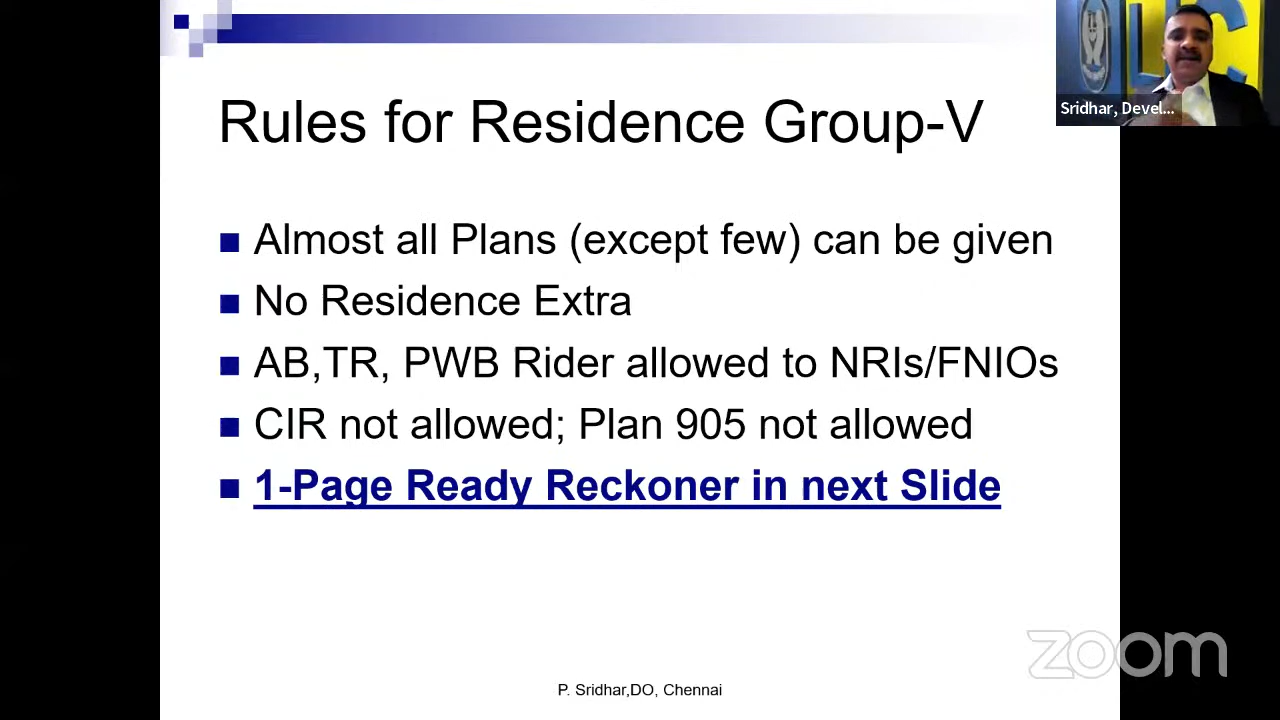 Rules for Residence Group-V
Sridhar, Devel...
Almost all Plans (except few) can be given
No Residence Extra
AB,TR, PWB Rider allowed to NRIs/FNIOs
CIR not allowed; Plan 905 not allowed
1-Page Ready Reckoner in next Slide
zoom
P. Sridhar,DO, Chennai